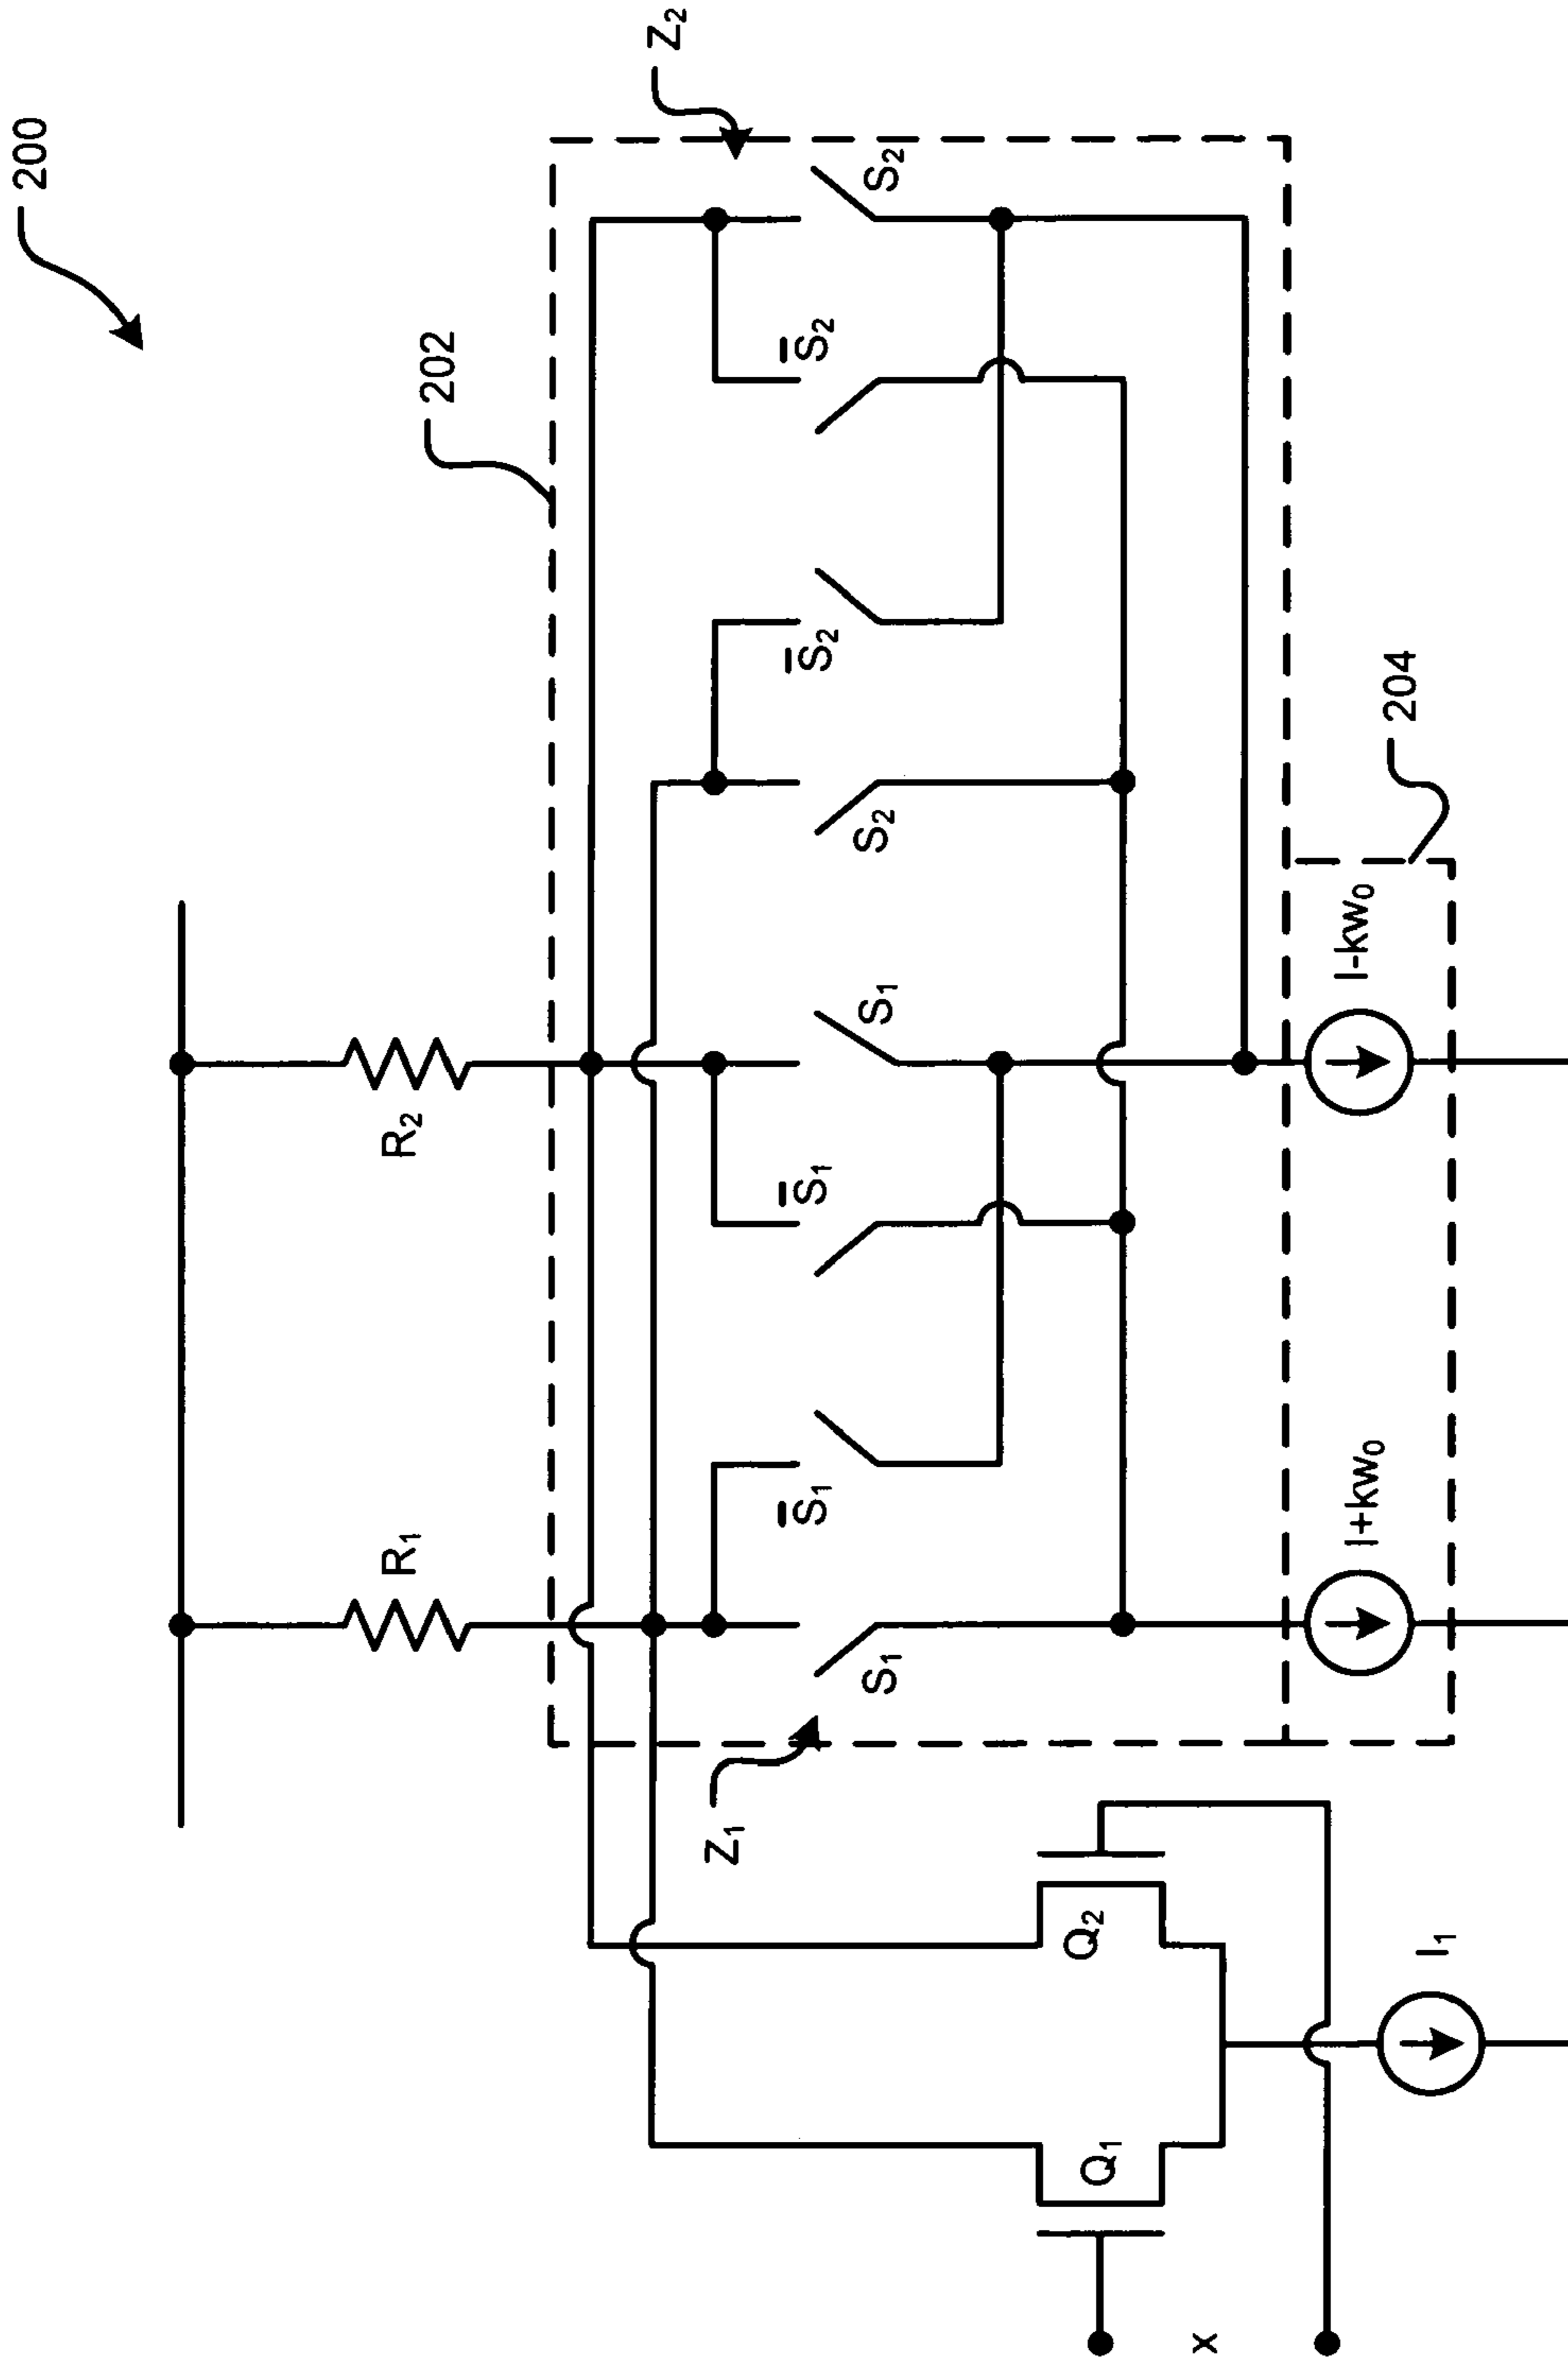 200
202
Z₂
R₁
R₂
Z₁
S₁
S̅₁
S̅₁
S₁
S₂
S̅₂
S̅₂
S₂
Q₁
Q₂
x
I₁
I+kw₀
I-kw₀
204